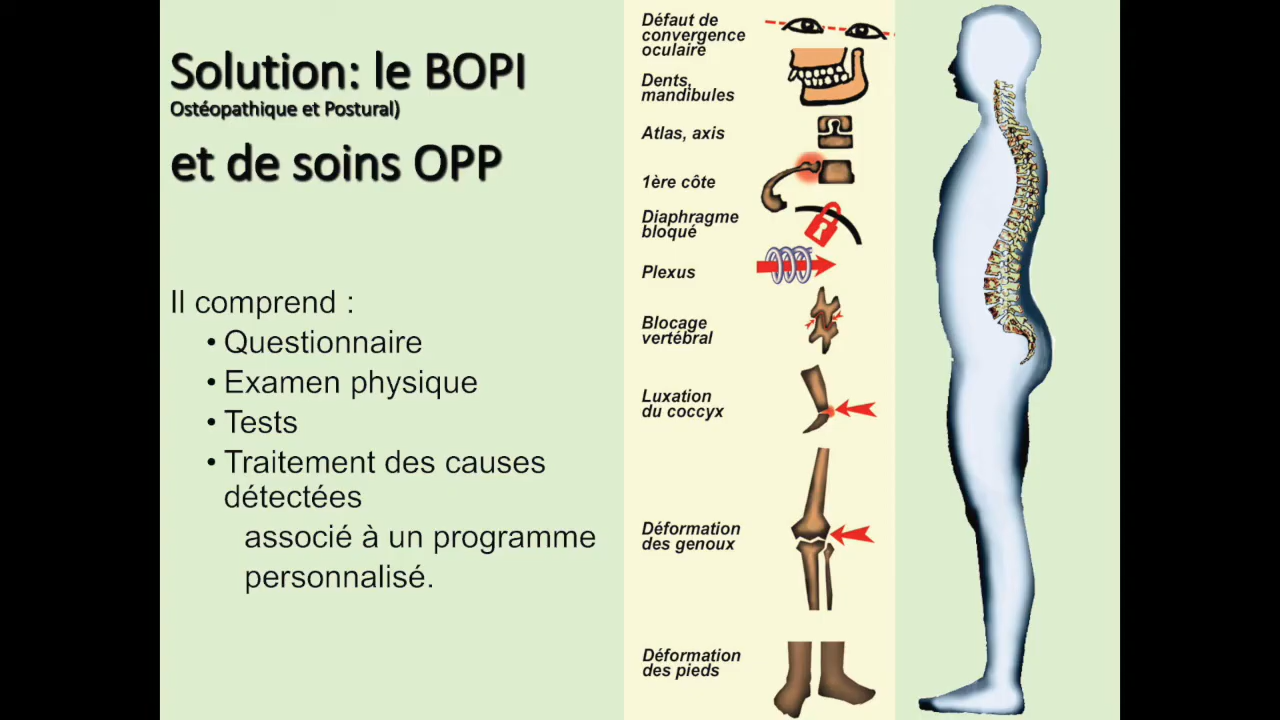 Solution: le BOPI
Ostéopathique et Postural)
et de soins OPP
Il comprend :
• Questionnaire
• Examen physique
• Tests
• Traitement des causes
détectées
associé à un programme
personnalisé.
Défaut de
convergence
oculaire
Dents,
mandibules
Atlas, axis
1ère côte
Diaphragme
bloqué
Plexus
Blocage
vertébral
Luxation
du coccyx
Déformation
des genoux
Déformation
des pieds